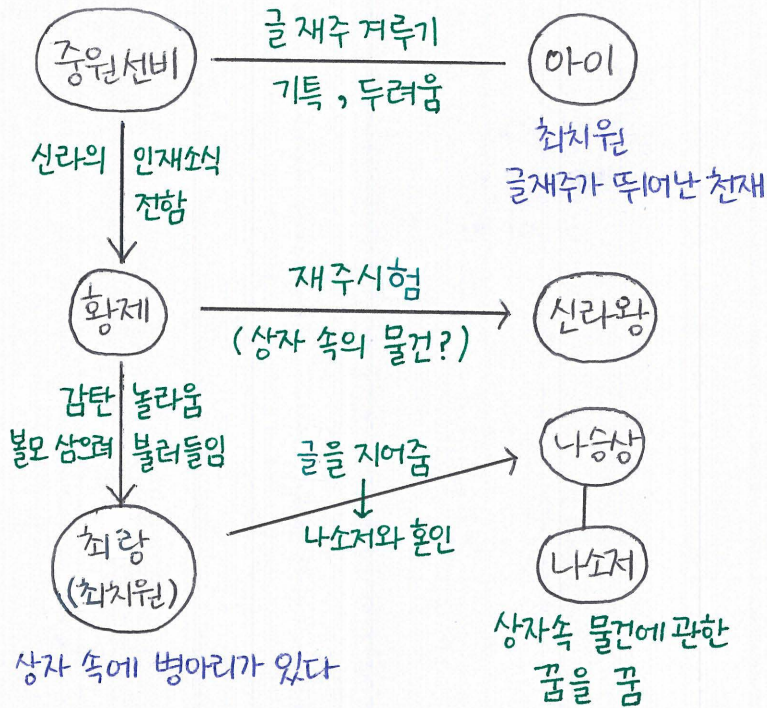 중원선비
글 재주 겨루기
기특, 두려움
아이
최치원
글재주가 뛰어난 천재
신라의 인재소식
전함
황제
재주시험
(상자 속의 물건?)
신라왕
감탄 놀라움
볼모 삼으려 불러들임
글을 지어줌
나소저와 혼인
나승상
나소저
최랑
(최치원)
상자 속에 병아리가 있다
상자속 물건에 관한
꿈을 꿈